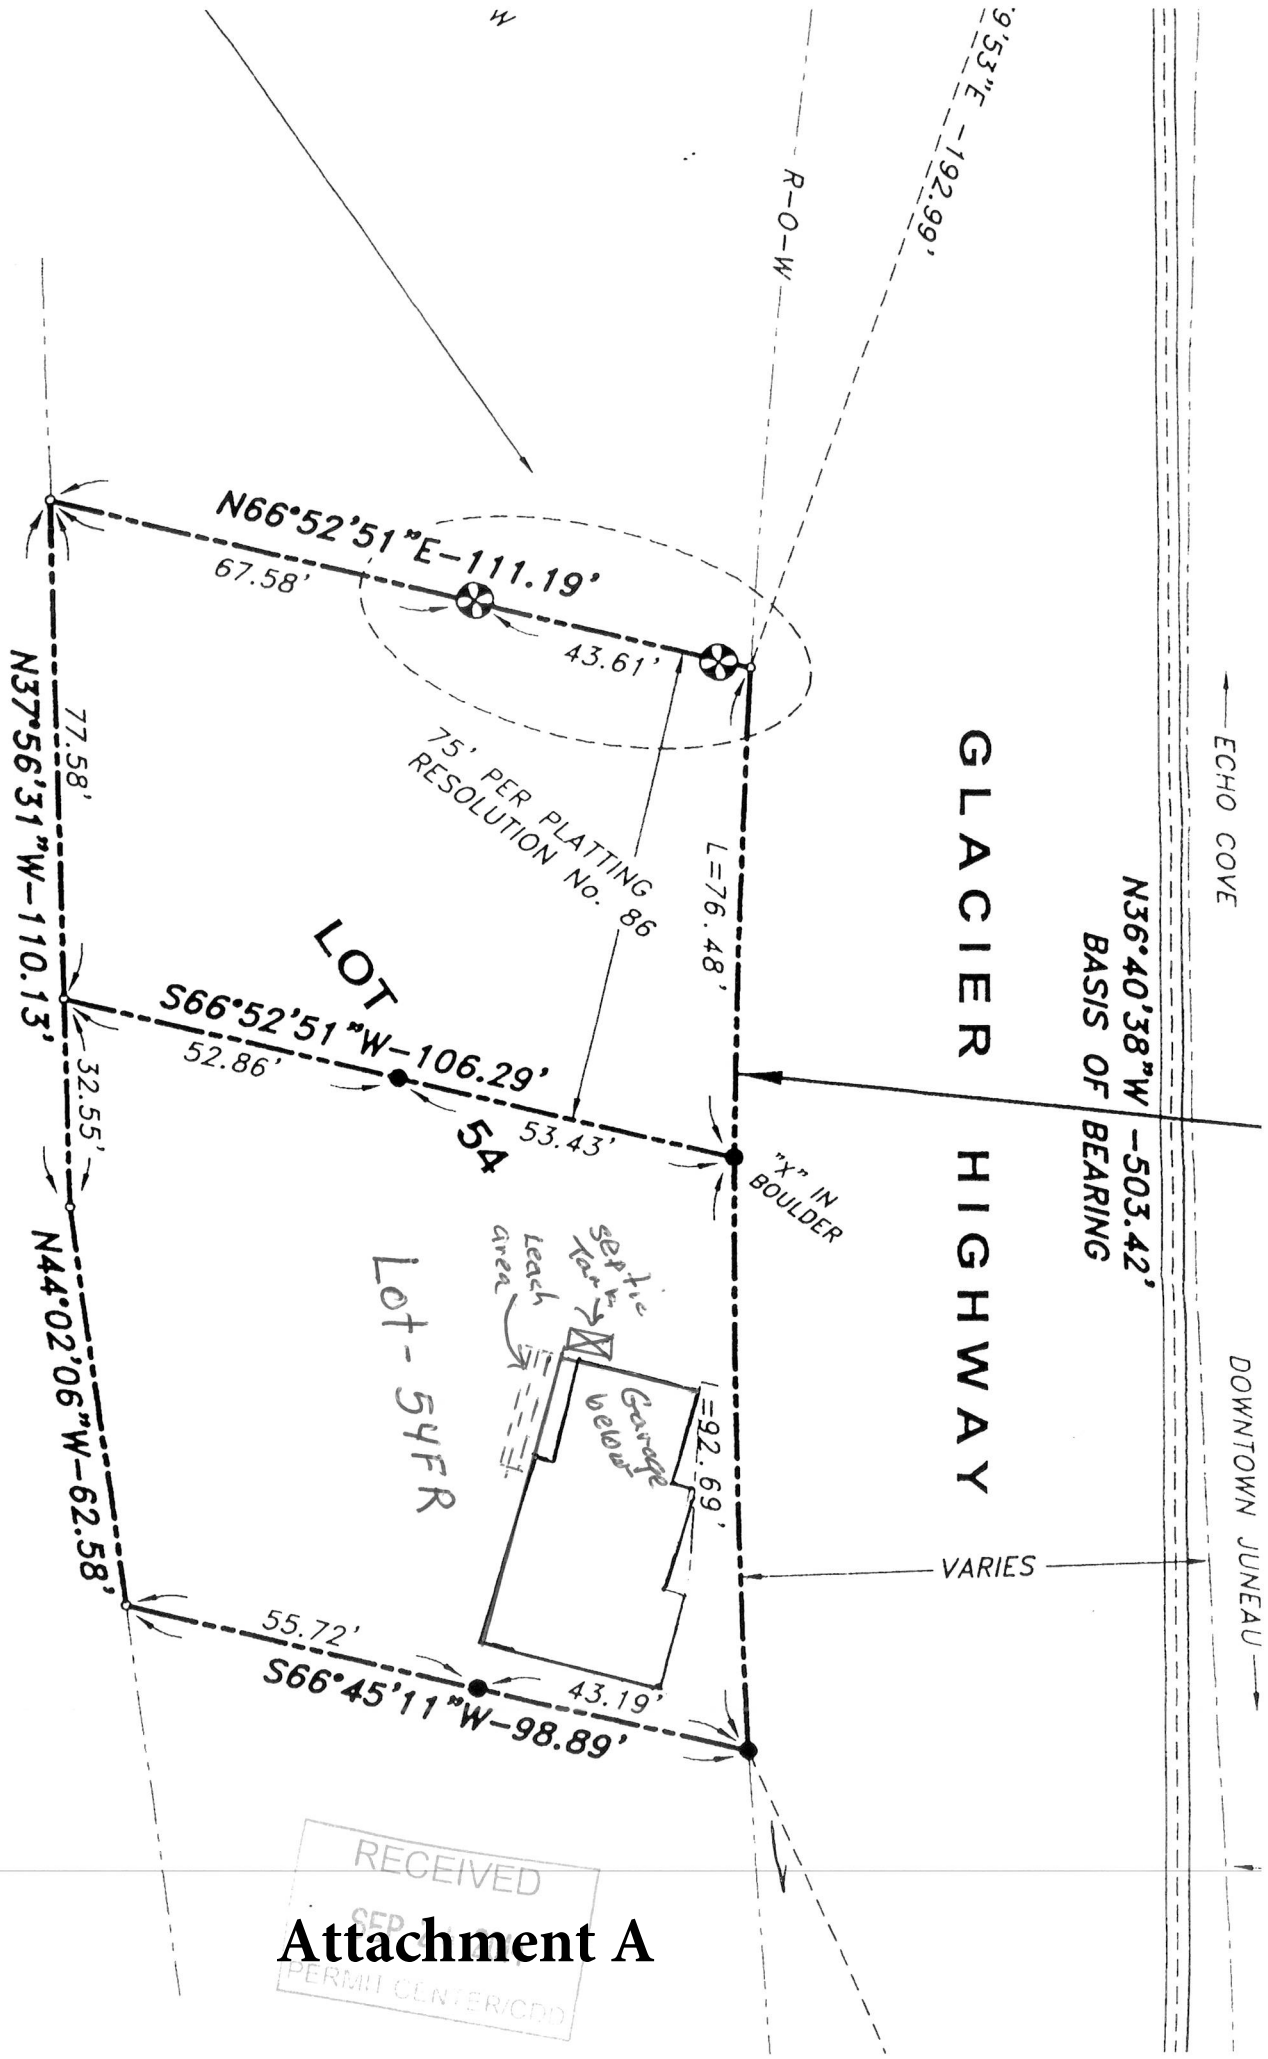 W
9'53"E -192.99'
R-O-W
← ECHO COVE
N36°40'38"W -503.42'
BASIS OF BEARING
DOWNTOWN JUNEAU →
GLACIER HIGHWAY
VARIES
N66°52'51"E-111.19'
67.58'
43.61'
75' PER PLATTING
RESOLUTION No. 86
L=76.48'
N37°56'31"W-110.13'
77.58'
32.55'
LOT
54
S66°52'51"W-106.29'
52.86'
53.43'
"X" IN
BOULDER
septic
Tank
Leach
area
Lot - 54FR
Garage
below
L=92.69'
N44°02'06"W-62.58'
55.72'
43.19'
S66°45'11"W-98.89'
RECEIVED
SEP
Attachment A
PERMIT CENTER/CDD